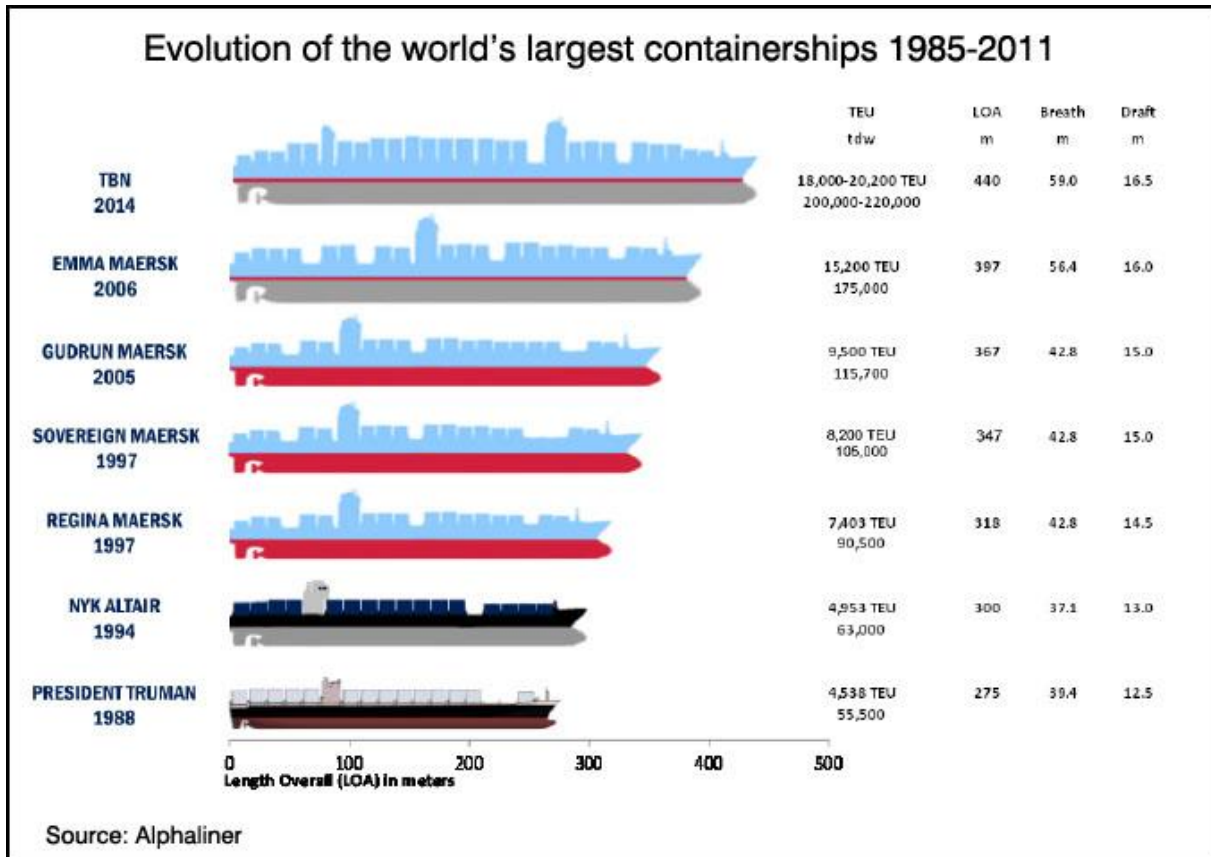 Evolution of the world's largest containerships 1985-2011
TEU LOA Breath Draft
tdw m m m
TBN
2014
18,000-20,200 TEU 440 59.0 16.5
200,000-220,000
EMMA MAERSK
2006
15,200 TEU 397 56.4 16.0
175,000
GUDRUN MAERSK
2005
9,500 TEU 367 42.8 15.0
115,700
SOVEREIGN MAERSK
1997
8,200 TEU 347 42.8 15.0
105,000
REGINA MAERSK
1997
7,403 TEU 318 42.8 14.5
90,500
NYK ALTAIR
1994
4,953 TEU 300 37.1 13.0
63,000
PRESIDENT TRUMAN
1988
4,538 TEU 275 39.4 12.5
55,500
0 100 200 300 400 500
Length Overall (LOA) in meters
Source: Alphaliner